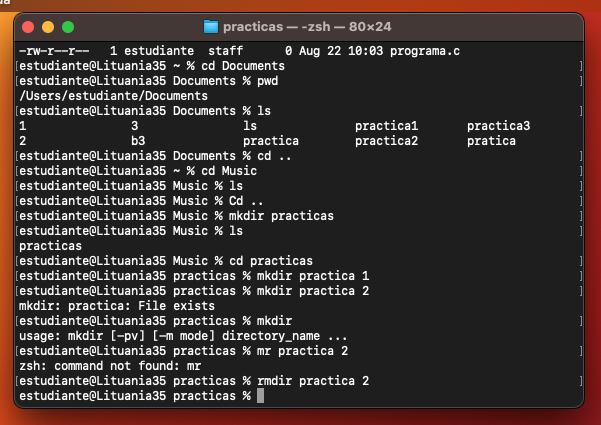 ua
practicas — -zsh — 80×24
-rw-r--r--   1 estudiante  staff      0 Aug 22 10:03 programa.c
[estudiante@Lituania35 ~ % cd Documents ]
[estudiante@Lituania35 Documents % pwd ]
/Users/estudiante/Documents
[estudiante@Lituania35 Documents % ls ]
1 3 ls practica1 practica3
2 b3 practica practica2 pratica
[estudiante@Lituania35 Documents % cd .. ]
[estudiante@Lituania35 ~ % cd Music ]
[estudiante@Lituania35 Music % ls ]
[estudiante@Lituania35 Music % Cd .. ]
[estudiante@Lituania35 Music % mkdir practicas ]
[estudiante@Lituania35 Music % ls ]
practicas
[estudiante@Lituania35 Music % cd practicas ]
[estudiante@Lituania35 practicas % mkdir practica 1 ]
[estudiante@Lituania35 practicas % mkdir practica 2 ]
mkdir: practica: File exists
[estudiante@Lituania35 practicas % mkdir ]
usage: mkdir [-pv] [-m mode] directory_name ...
[estudiante@Lituania35 practicas % mr practica 2 ]
zsh: command not found: mr
[estudiante@Lituania35 practicas % rmdir practica 2 ]
estudiante@Lituania35 practicas %